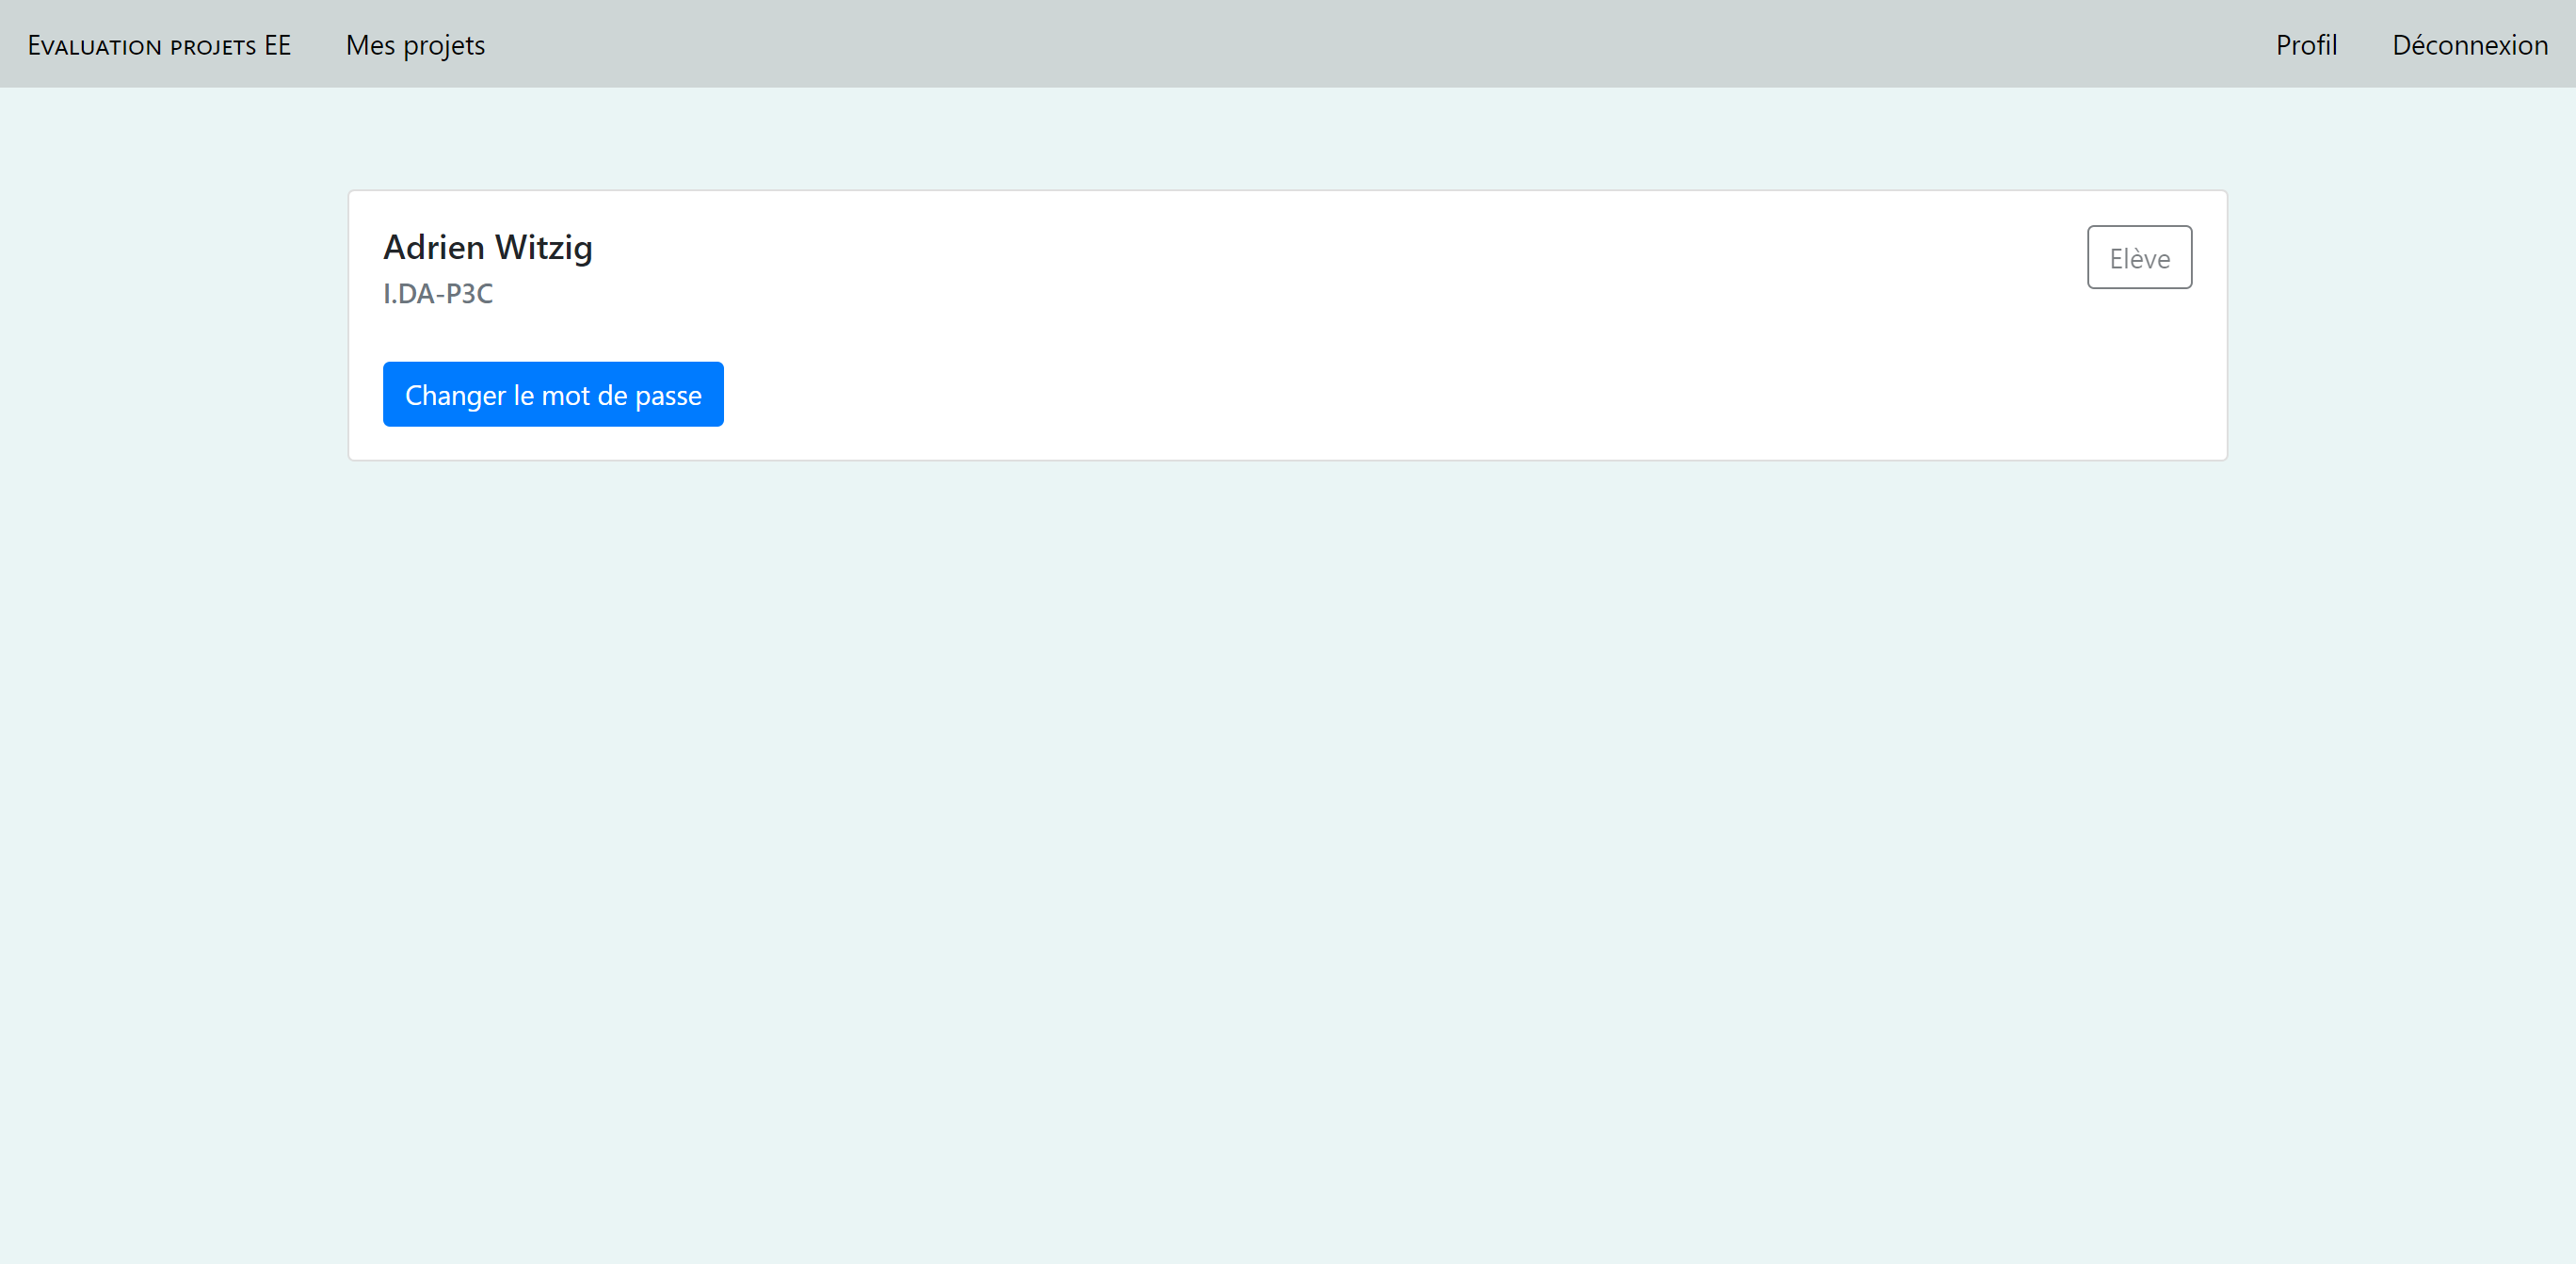 Evaluation projets EE Mes projets Profil Déconnexion
Adrien Witzig
Elève
I.DA-P3C
Changer le mot de passe